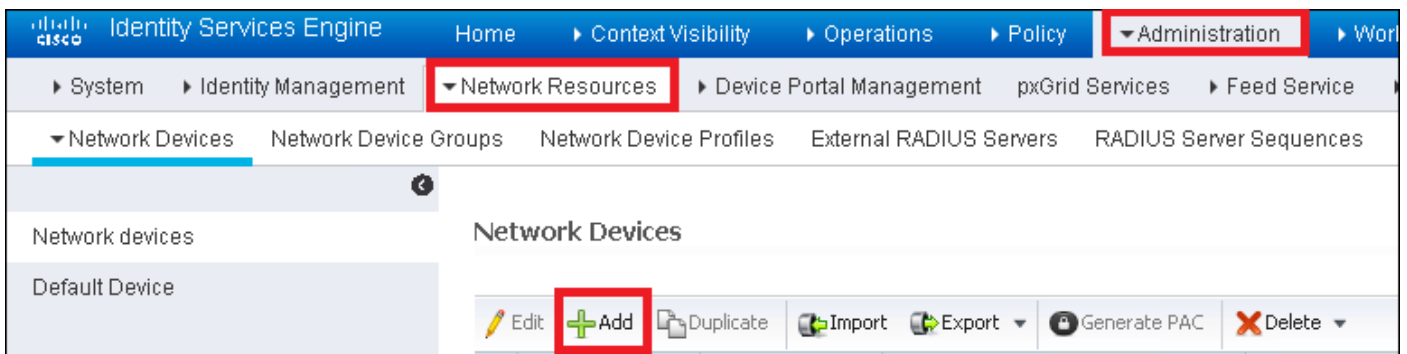 cisco Identity Services Engine Home Context Visibility Operations Policy Administration
System Identity Management Network Resources Device Portal Management pxGrid Services Feed Service
Network Devices Network Device Groups Network Device Profiles External RADIUS Servers RADIUS Server Sequences
Network devices
Default Device
Network Devices
Edit Add Duplicate Import Export Generate PAC Delete